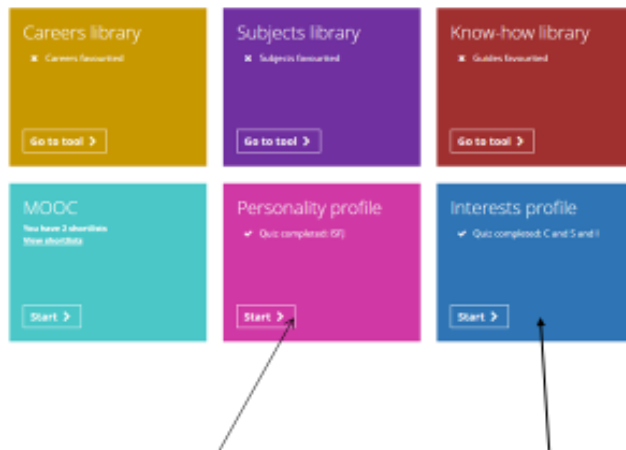 Careers library
Careers favourited
Go to tool
Subjects library
Subjects favourited
Go to tool
Know-how library
Guides favourited
Go to tool
MOOC
You have 2 shortlists
View shortlists
Start
Personality profile
Quiz completed: ISFJ
Start
Interests profile
Quiz completed: C and S and I
Start